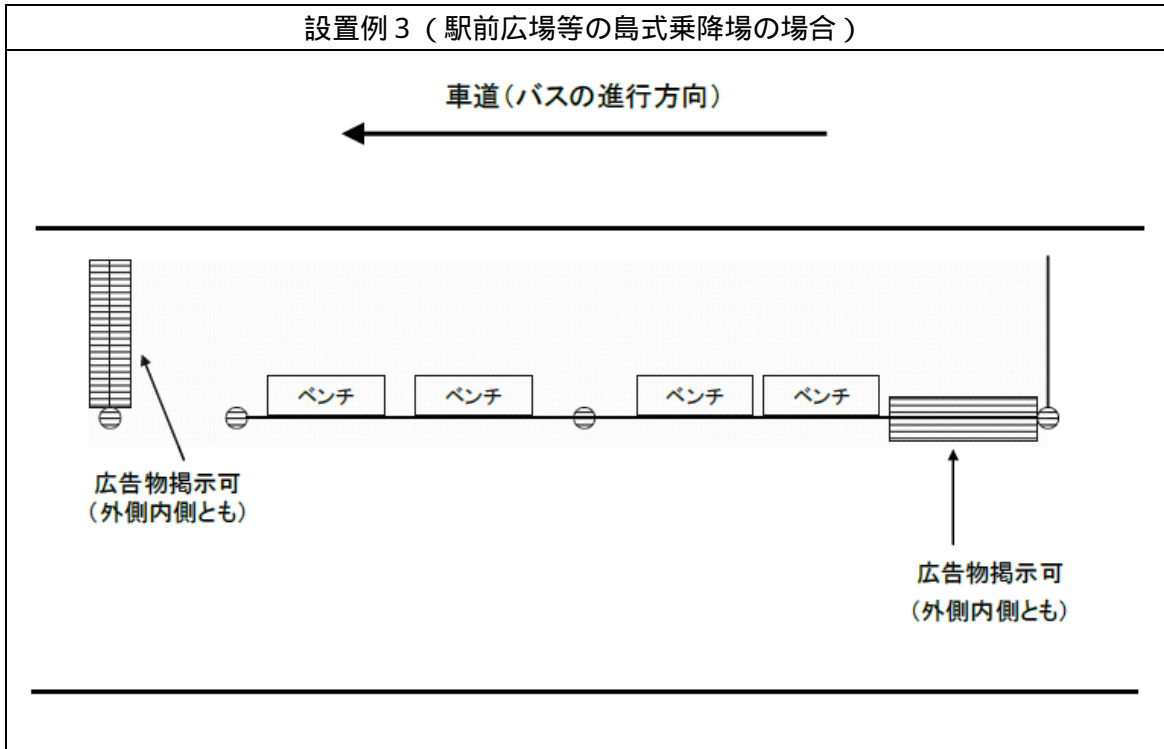 設置例３（駅前広場等の島式乗降場の場合）
車道（バスの進行方向）
ベンチ
ベンチ
ベンチ
ベンチ
広告物掲示可
（外側内側とも）
広告物掲示可
（外側内側とも）